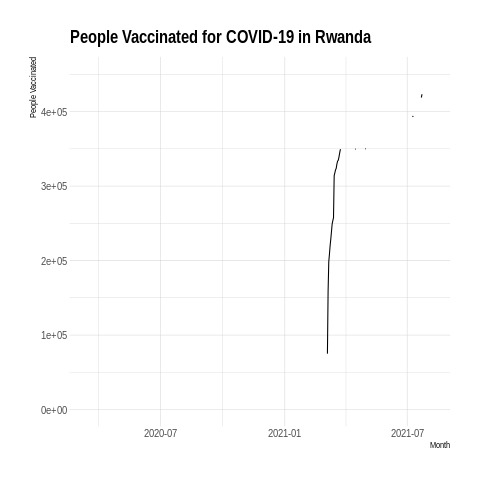 People Vaccinated for COVID-19 in Rwanda
People Vaccinated
4e+05
3e+05
2e+05
1e+05
0e+00
2020-07
2021-01
2021-07
Month